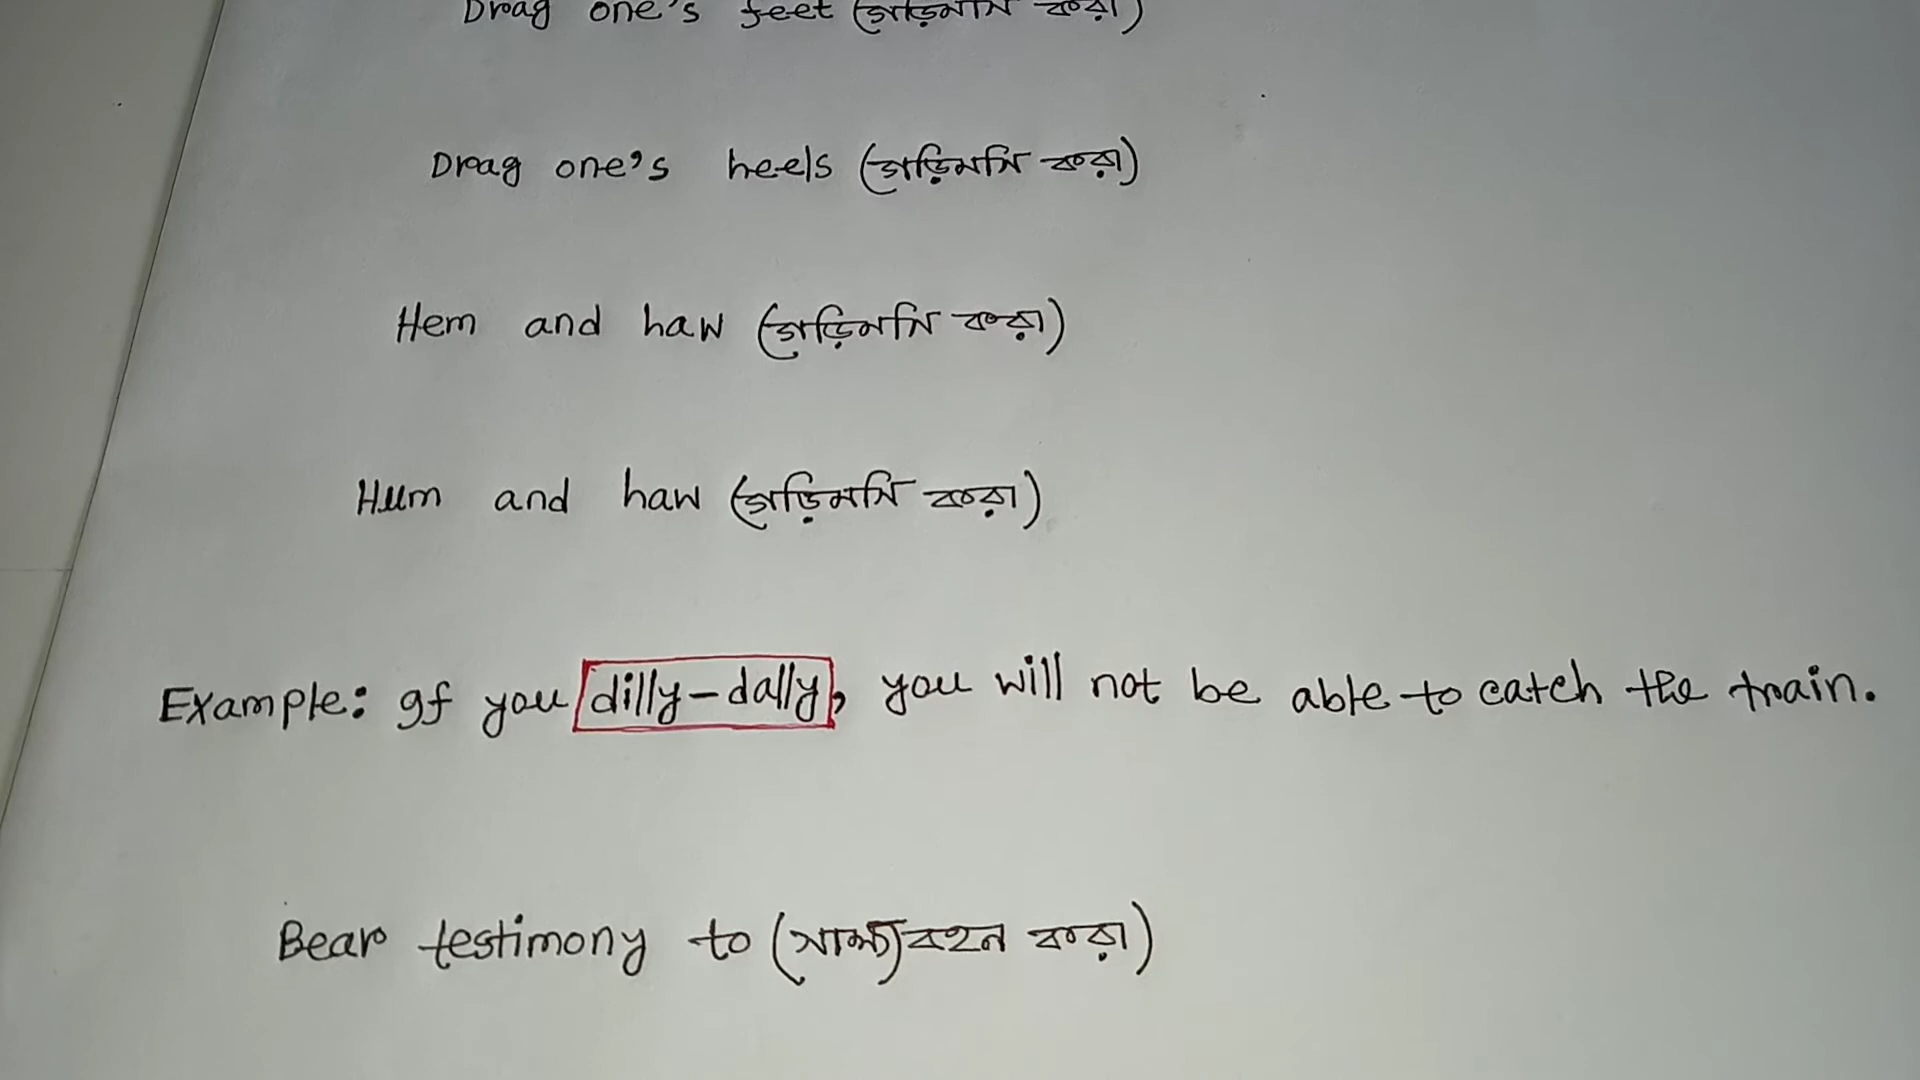 Drag one's feet (গড়িমসি করা)
Drag one's heels (গড়িমসি করা)
Hem and haw (গড়িমসি করা)
Hum and haw (গড়িমসি করা)
Example: If you dilly-dally, you will not be able to catch the train.
Bear testimony to (সাক্ষ্য বহন করা)